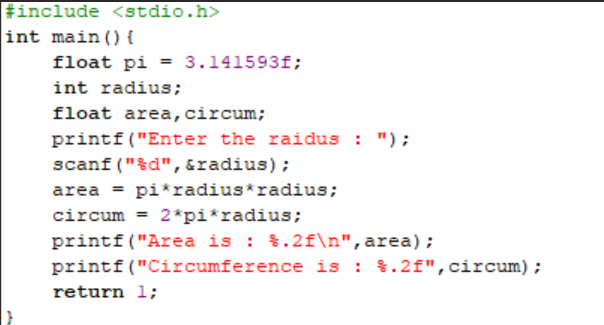 #include <stdio.h>
int main(){
    float pi = 3.141593f;
    int radius;
    float area,circum;
    printf("Enter the raidus : ");
    scanf("%d",&radius);
    area = pi*radius*radius;
    circum = 2*pi*radius;
    printf("Area is : %.2f\n",area);
    printf("Circumference is : %.2f",circum);
    return 1;
}